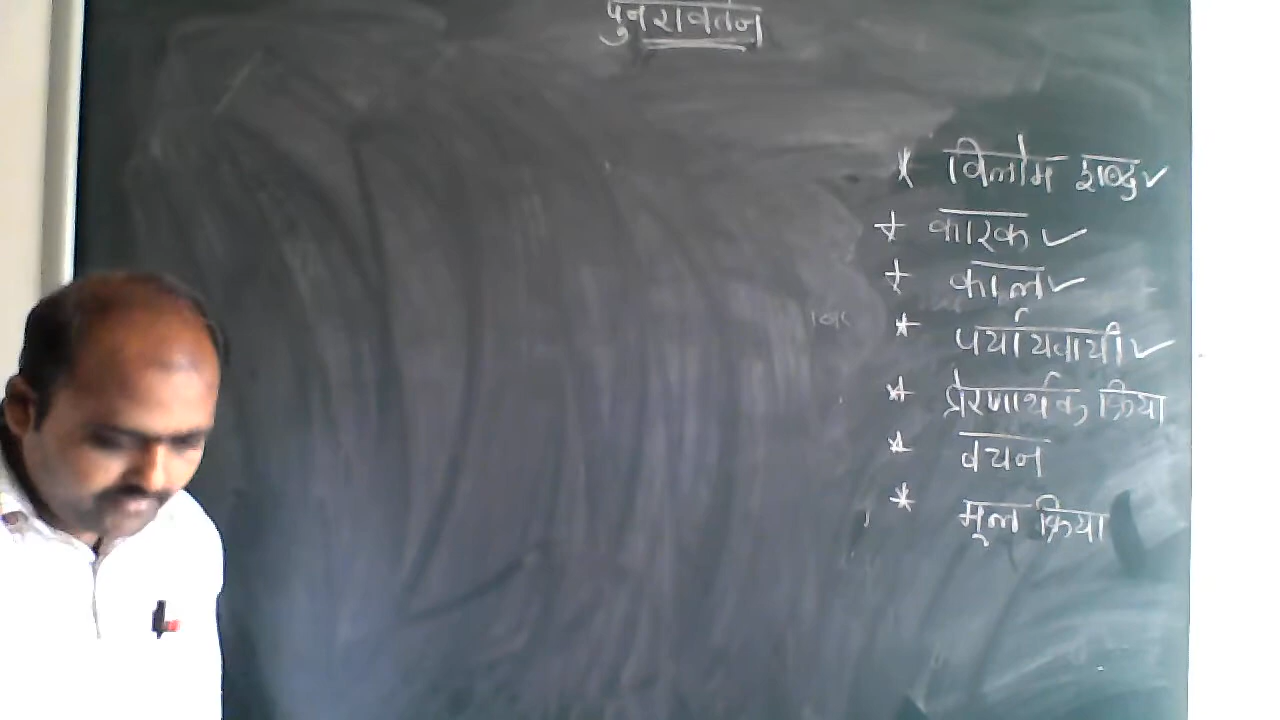 पुनरावर्तन
* विलोम शब्द ✓
+ कारक ✓
+ काल ✓
* पर्यायवाची ✓
* प्रेरणार्थक क्रिया
* वचन
* मूल क्रिया